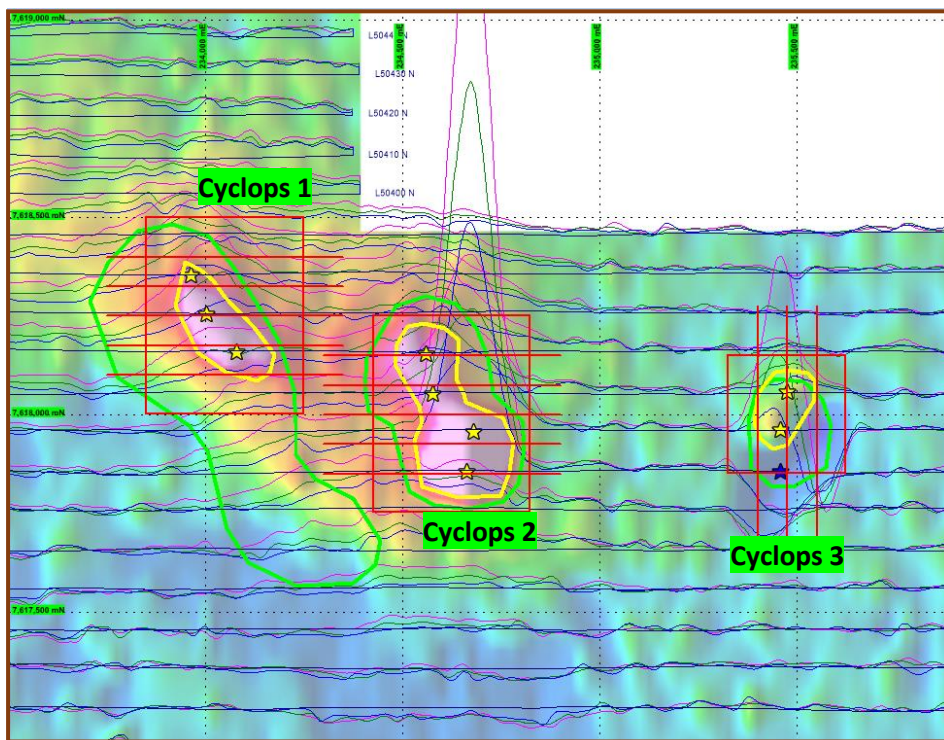 7,619,000 mN
234,000 mE
234,500 mE
235,000 mE
235,500 mE
L5044
L50430 N
L50420 N
L50410 N
L50400 N
Cyclops 1
7,618,500 mN
7,618,000 mN
Cyclops 2
Cyclops 3
7,617,500 mN